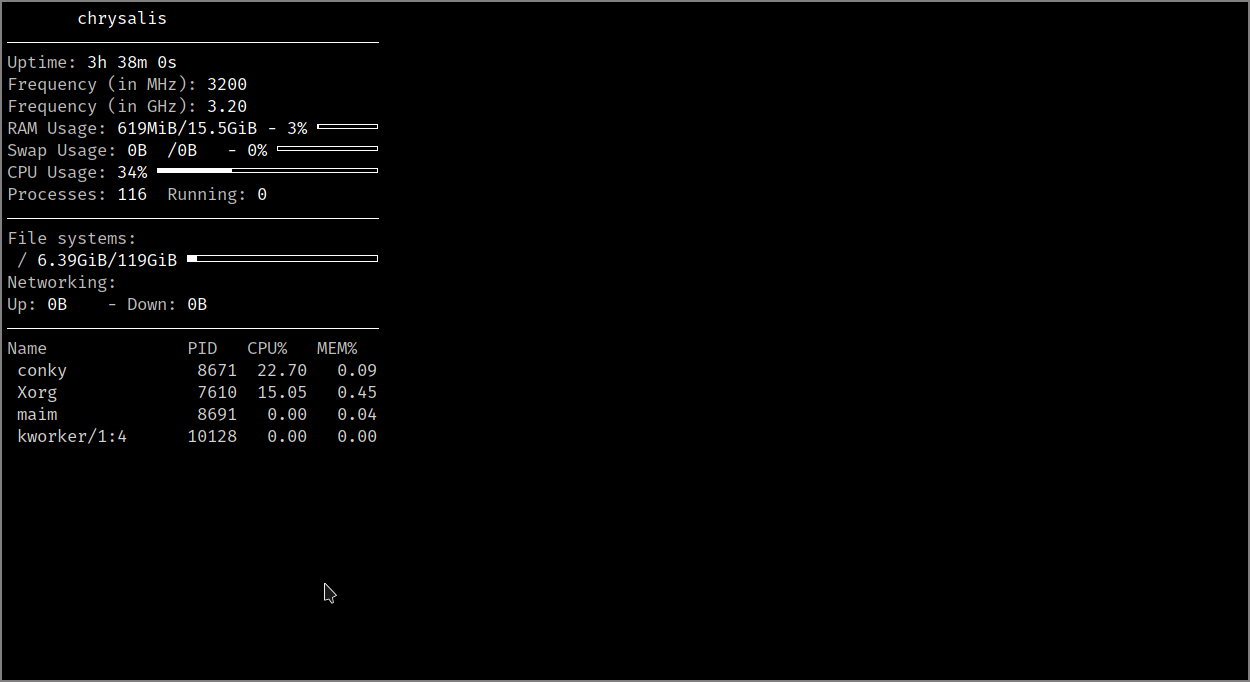 chrysalis
Uptime: 3h 38m 0s
Frequency (in MHz): 3200
Frequency (in GHz): 3.20
RAM Usage: 619MiB/15.5GiB - 3%
Swap Usage: 0B  /0B   - 0%
CPU Usage: 34%
Processes: 116  Running: 0
File systems:
/ 6.39GiB/119GiB
Networking:
Up: 0B    - Down: 0B
Name              PID   CPU%   MEM%
conky             8671  22.70   0.09
Xorg              7610  15.05   0.45
maim              8691   0.00   0.04
kworker/1:4      10128   0.00   0.00